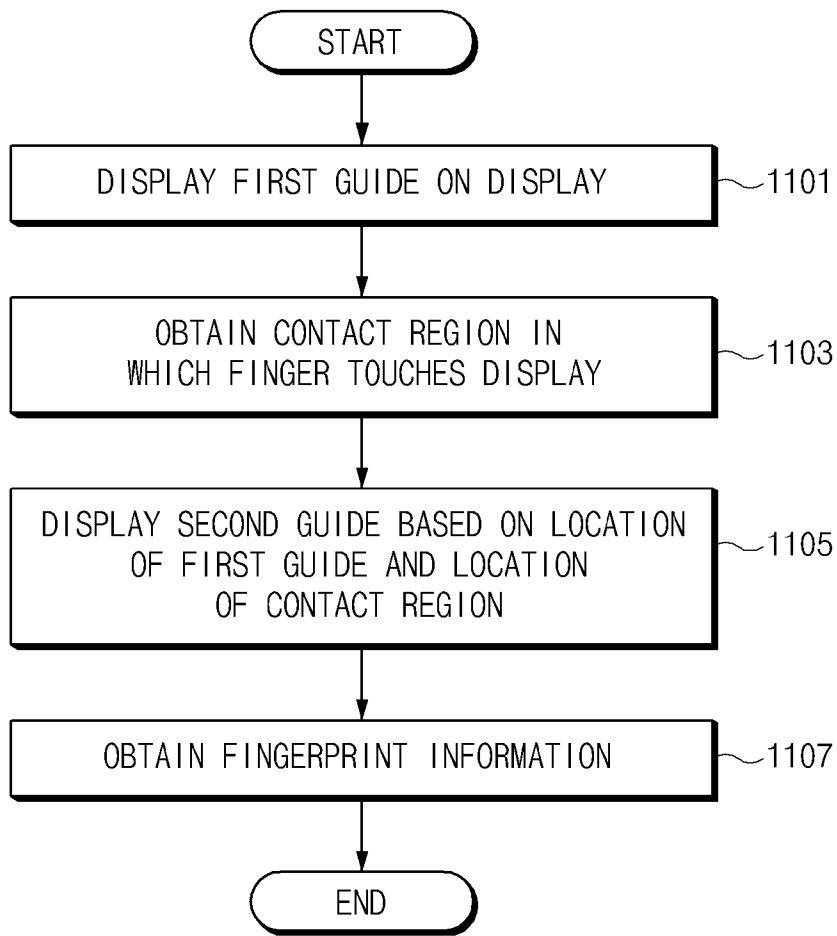 START
DISPLAY FIRST GUIDE ON DISPLAY
1101
OBTAIN CONTACT REGION IN
WHICH FINGER TOUCHES DISPLAY
1103
DISPLAY SECOND GUIDE BASED ON LOCATION
OF FIRST GUIDE AND LOCATION
OF CONTACT REGION
1105
OBTAIN FINGERPRINT INFORMATION
1107
END